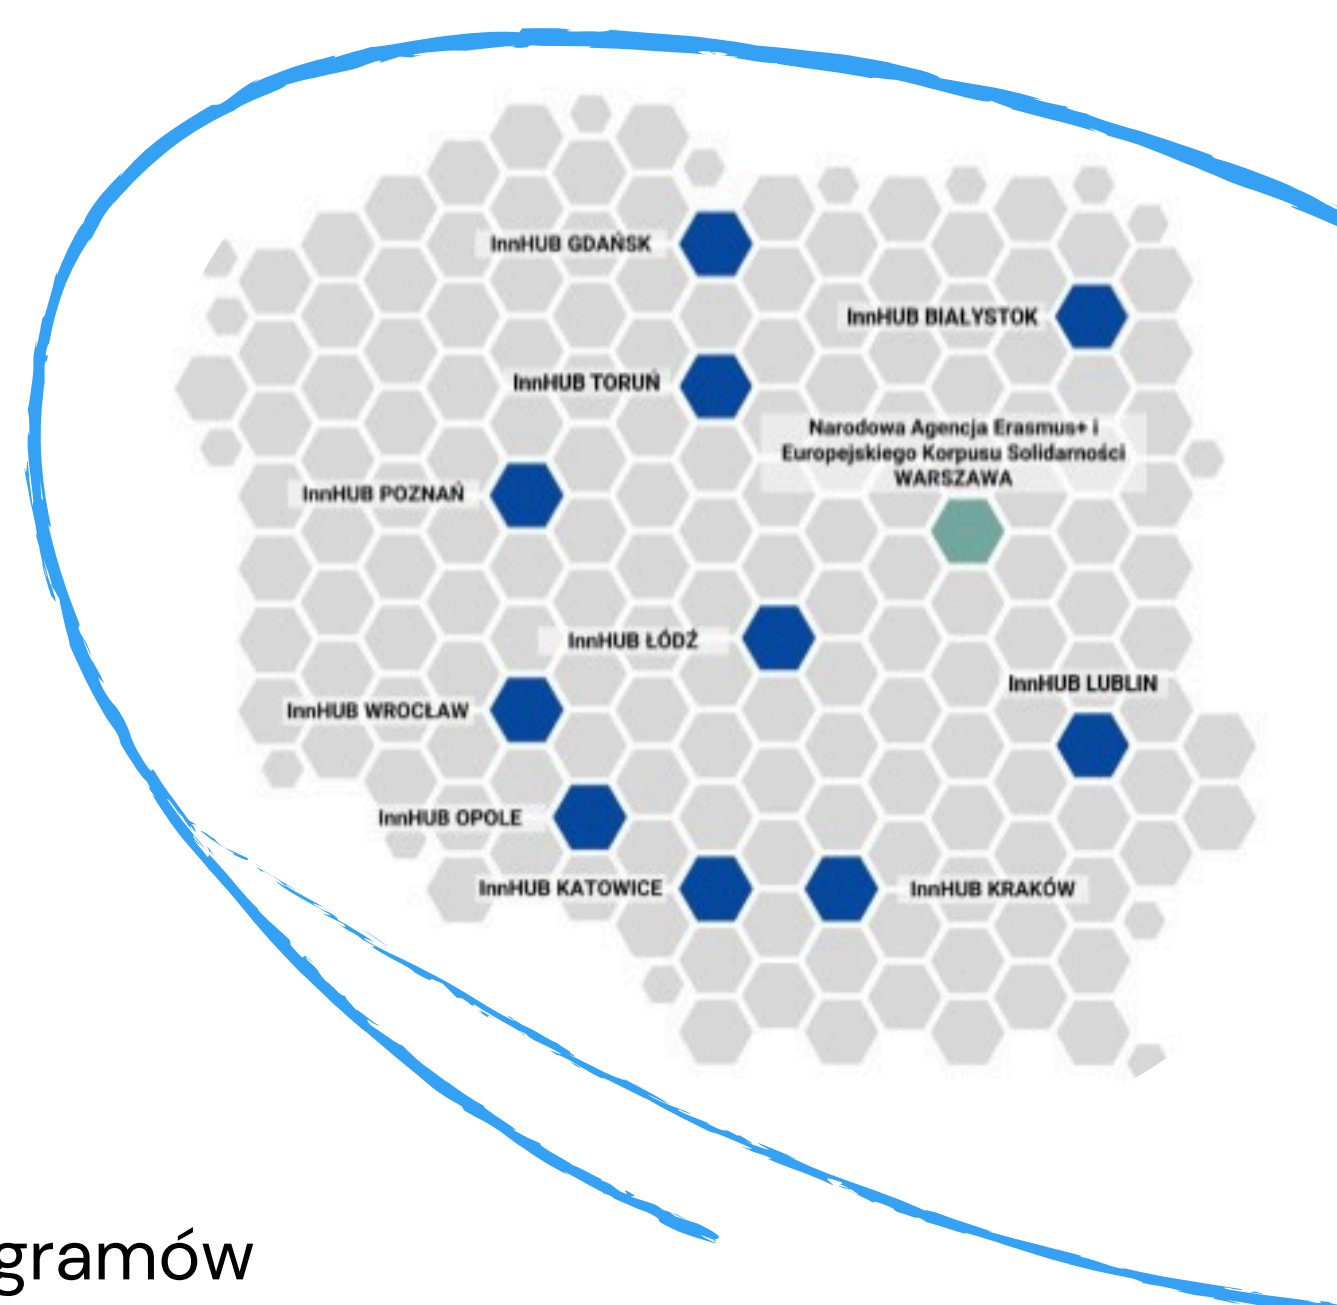 InnHUB GDAŃSK
InnHUB BIAŁYSTOK
InnHUB TORUŃ
Narodowa Agencja Erasmus+ i
Europejskiego Korpusu Solidarności
WARSZAWA
InnHUB POZNAŃ
InnHUB ŁÓDŹ
InnHUB LUBLIN
InnHUB WROCŁAW
InnHUB OPOLE
InnHUB KATOWICE
InnHUB KRAKÓW
gramów